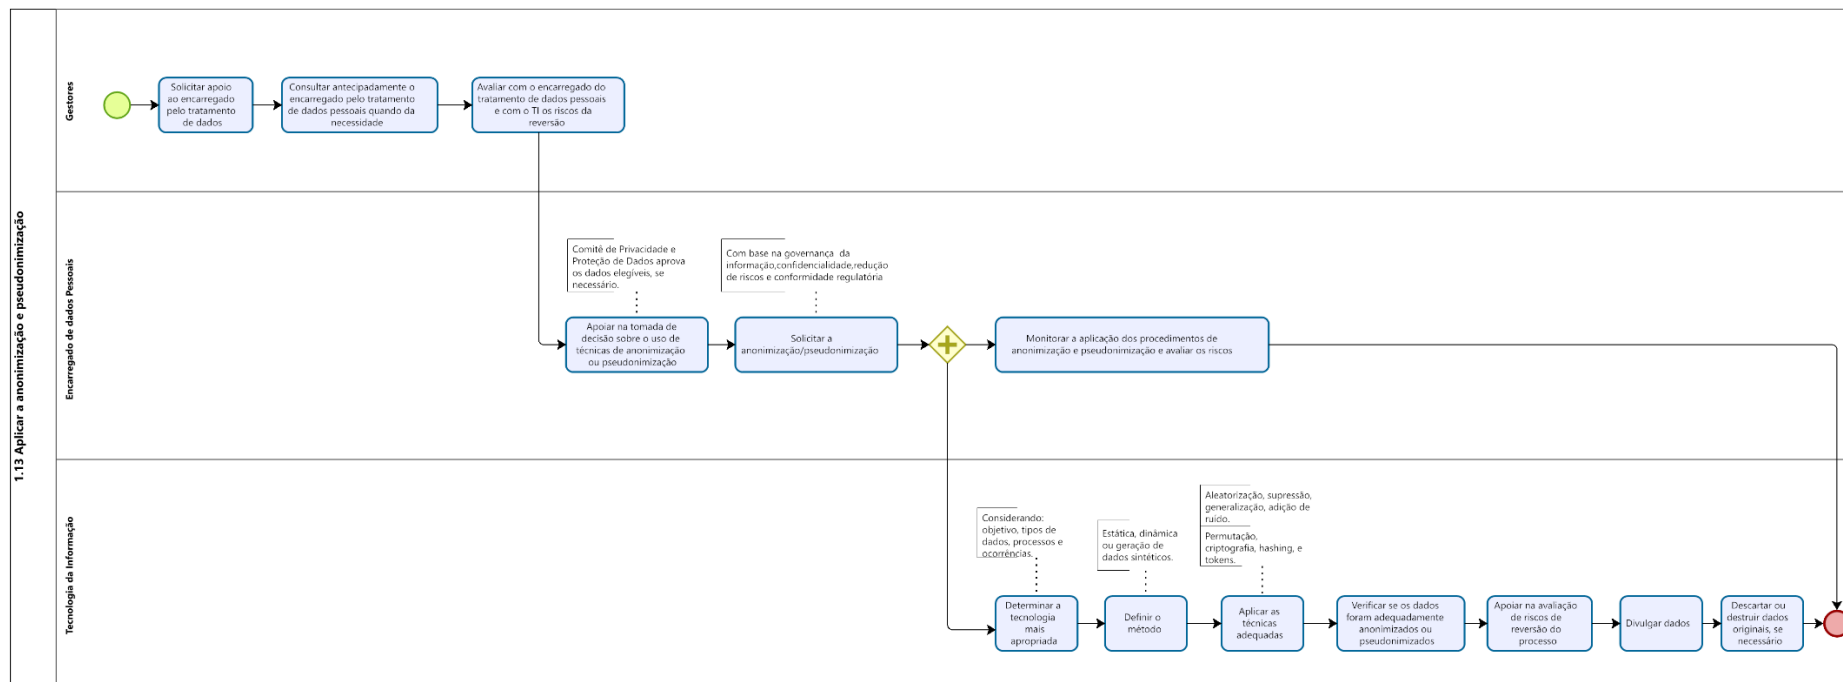 1.13 Aplicar a anonimização e pseudonimização
Gestores
Solicitar apoio
ao encarregado
pelo tratamento
de dados
Consultar antecipadamente o
encarregado pelo tratamento
de dados pessoais quando da
necessidade
Avaliar com o encarregado do
tratamento de dados pessoais
e com o TI os riscos da
reversão
Encarregado de dados Pessoais
Comitê de Privacidade e
Proteção de Dados aprova
os dados elegíveis, se
necessário.
Com base na governança da
informação,confidencialidade,redução
de riscos e conformidade regulatória
Apoiar na tomada de
decisão sobre o uso de
técnicas de anonimização
ou pseudonimização
Solicitar a
anonimização/pseudonimização
Monitorar a aplicação dos procedimentos de
anonimização e pseudonimização e avaliar os riscos
Tecnologia da Informação
Considerando:
objetivo, tipos de
dados, processos e
ocorrências.
Estática, dinâmica
ou geração de
dados sintéticos.
Aleatorização, supressão,
generalização, adição de
ruído.
Permutação,
criptografia, hashing, e
tokens.
Determinar a
tecnologia
mais
apropriada
Definir o
método
Aplicar as
técnicas
adequadas
Verificar se os dados
foram adequadamente
anonimizados ou
pseudonimizados
Apoiar na avaliação
de riscos de
reversão do
processo
Divulgar dados
Descartar ou
destruir dados
originais, se
necessário